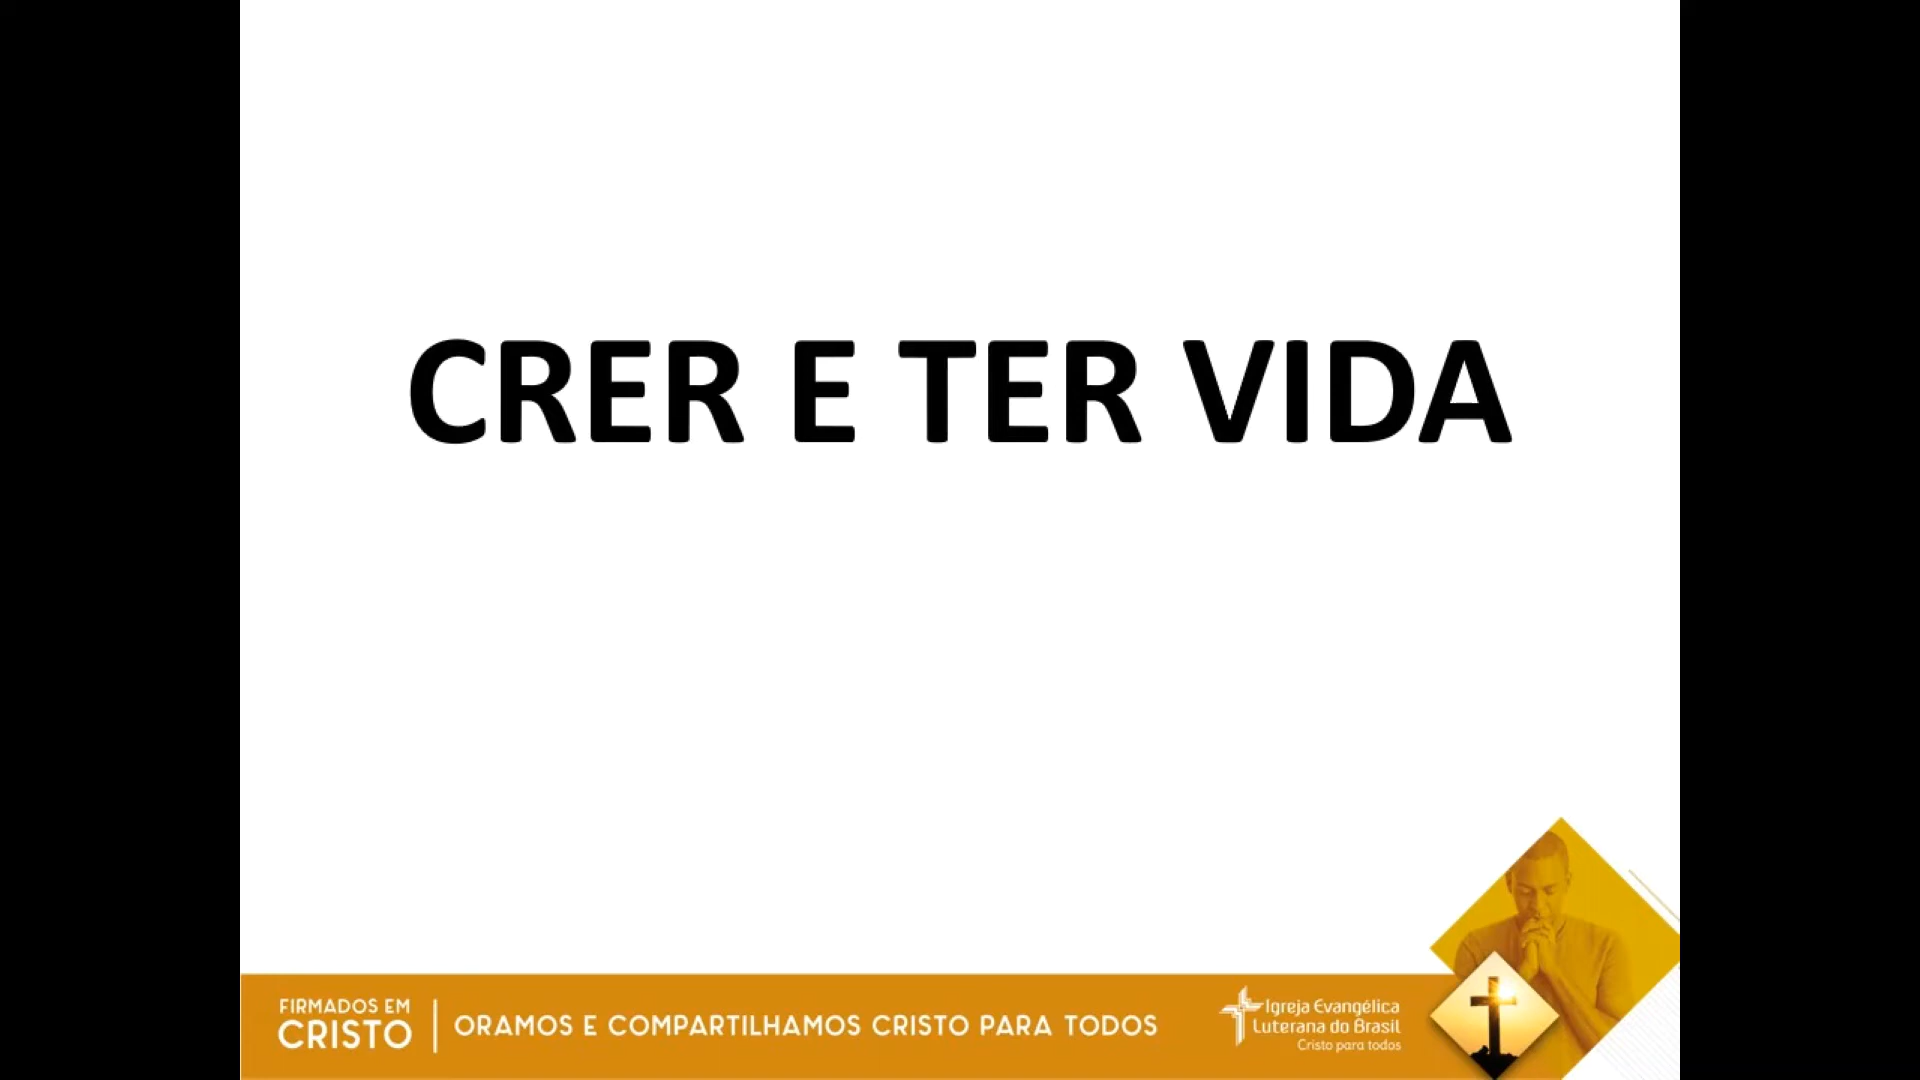 CRER E TER VIDA
FIRMADOS EM
CRISTO
ORAMOS E COMPARTILHAMOS CRISTO PARA TODOS
Igreja Evangélica
Luterana do Brasil
Cristo para todos